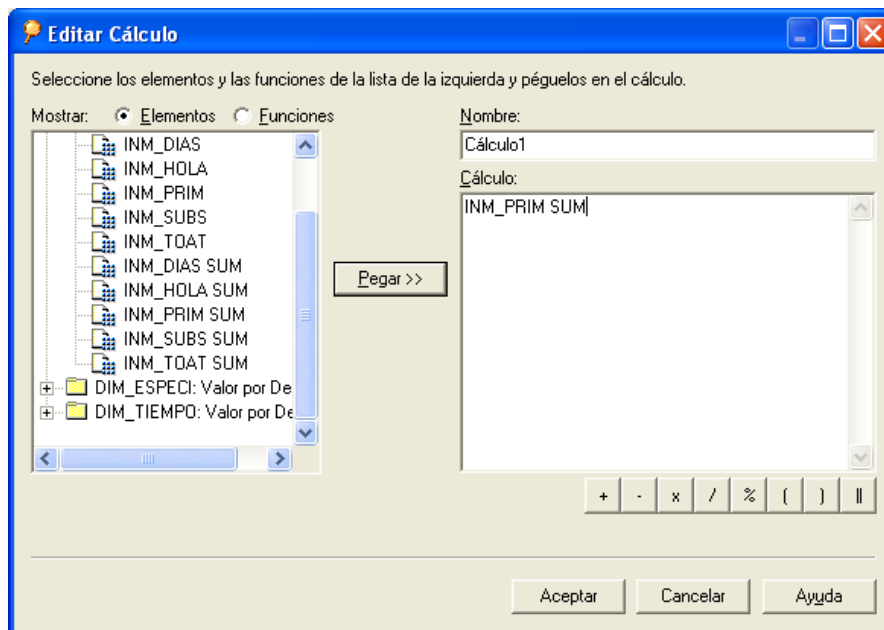 Editar Cálculo
Seleccione los elementos y las funciones de la lista de la izquierda y péguelos en el cálculo.
Mostrar: Elementos Funciones
INM_DIAS
INM_HOLA
INM_PRIM
INM_SUBS
INM_TOAT
INM_DIAS SUM
INM_HOLA SUM
INM_PRIM SUM
INM_SUBS SUM
INM_TOAT SUM
DIM_ESPECI: Valor por De
DIM_TIEMPO: Valor por De
Pegar >>
Nombre:
Cálculo1
Cálculo:
INM_PRIM SUM
+ - x / % ( ) ||
Aceptar Cancelar Ayuda